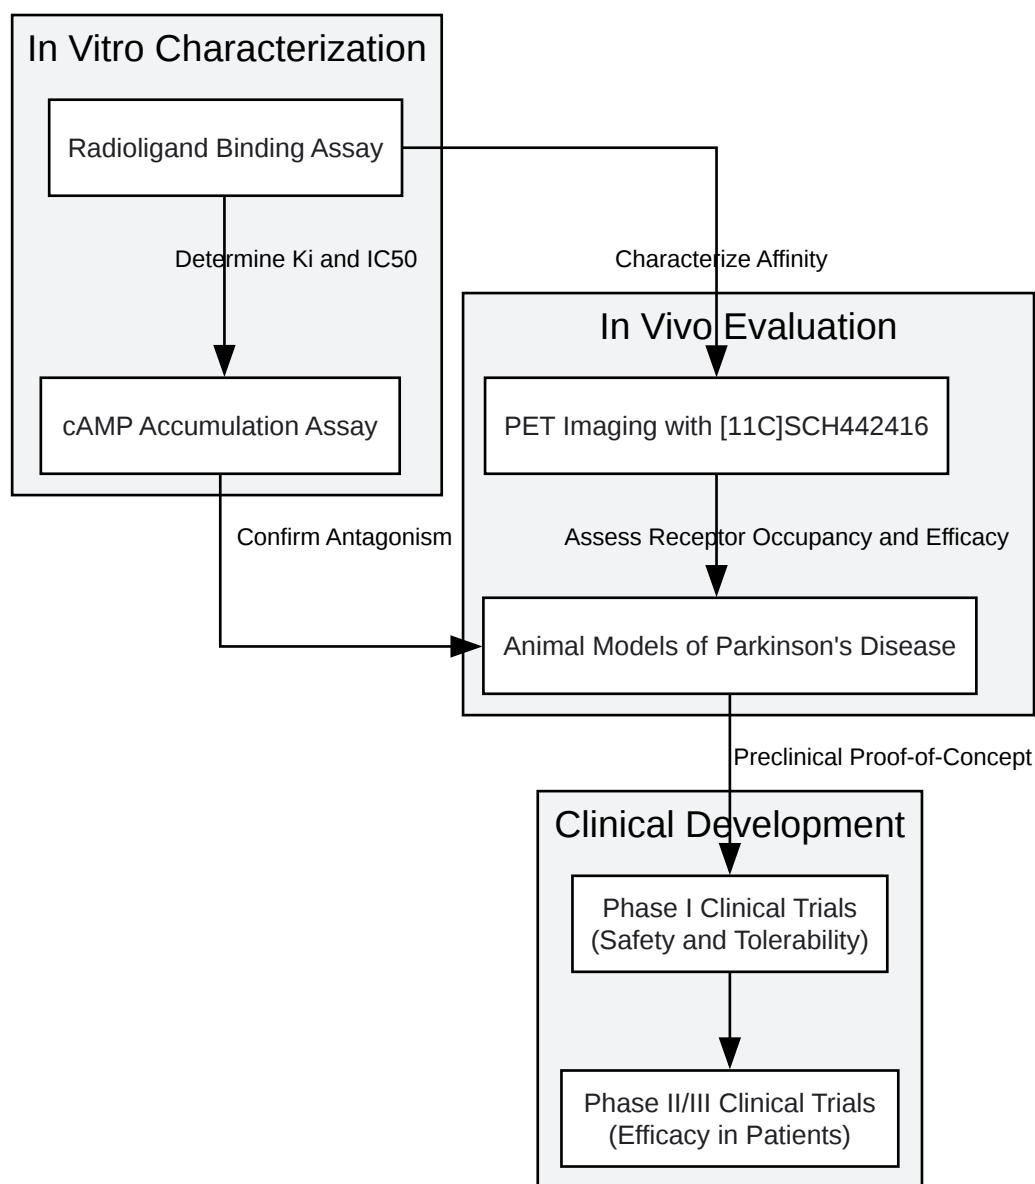 In Vitro Characterization
Radioligand Binding Assay
Determine Ki and IC50
Characterize Affinity
In Vivo Evaluation
cAMP Accumulation Assay
PET Imaging with [11C]SCH442416
Confirm Antagonism
Assess Receptor Occupancy and Efficacy
Animal Models of Parkinson's Disease
Preclinical Proof-of-Concept
Clinical Development
Phase I Clinical Trials
(Safety and Tolerability)
Phase II/III Clinical Trials
(Efficacy in Patients)